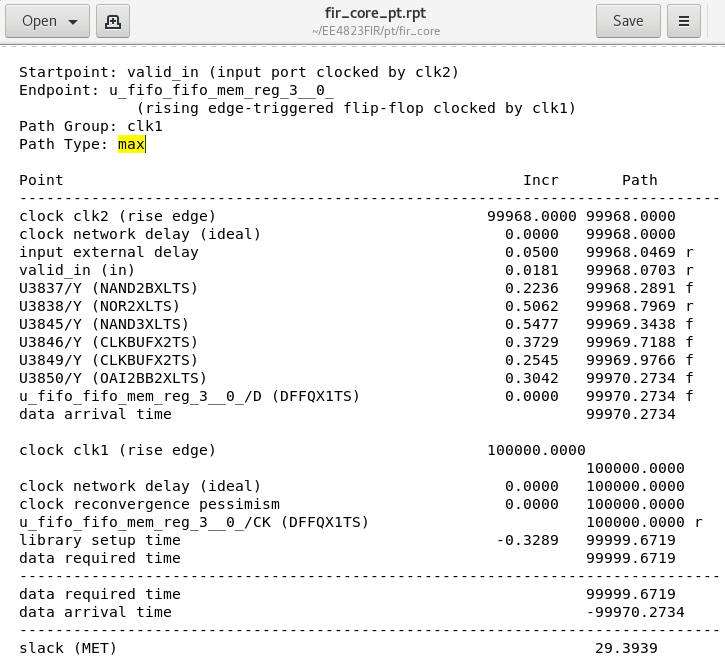 Open
fir_core_pt.rpt
~/EE4823FIR/pt/fir_core
Save
Startpoint: valid_in (input port clocked by clk2)
Endpoint: u_fifo_fifo_mem_reg_3__0_
(rising edge-triggered flip-flop clocked by clk1)
Path Group: clk1
Path Type: max
Point Incr Path
--------------------------------------------------------------------------------
clock clk2 (rise edge) 99968.0000 99968.0000
clock network delay (ideal) 0.0000 99968.0000
input external delay 0.0500 99968.0469 r
valid_in (in) 0.0181 99968.0703 r
U3837/Y (NAND2BXLTS) 0.2236 99968.2891 f
U3838/Y (NOR2XLTS) 0.5062 99968.7969 r
U3845/Y (NAND3XLTS) 0.5477 99969.3438 f
U3846/Y (CLKBUFX2TS) 0.3729 99969.7188 f
U3849/Y (CLKBUFX2TS) 0.2545 99969.9766 f
U3850/Y (OAI2BB2XLTS) 0.3042 99970.2734 f
u_fifo_fifo_mem_reg_3__0_/D (DFFQX1TS) 0.0000 99970.2734 f
data arrival time 99970.2734
clock clk1 (rise edge) 100000.0000
100000.0000
clock network delay (ideal) 0.0000 100000.0000
clock reconvergence pessimism 0.0000 100000.0000
u_fifo_fifo_mem_reg_3__0_/CK (DFFQX1TS) 100000.0000 r
library setup time -0.3289 99999.6719
data required time 99999.6719
--------------------------------------------------------------------------------
data required time 99999.6719
data arrival time -99970.2734
--------------------------------------------------------------------------------
slack (MET) 29.3939